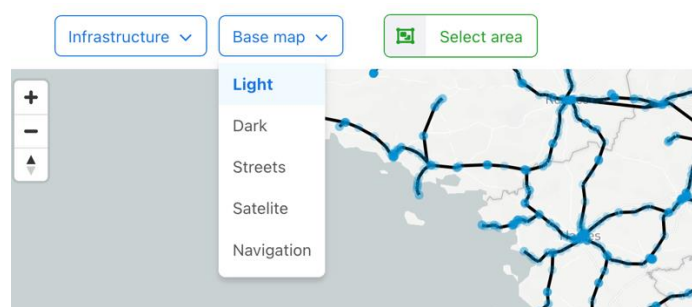 Infrastructure
Base map
Select area
Light
Dark
Streets
Satelite
Navigation